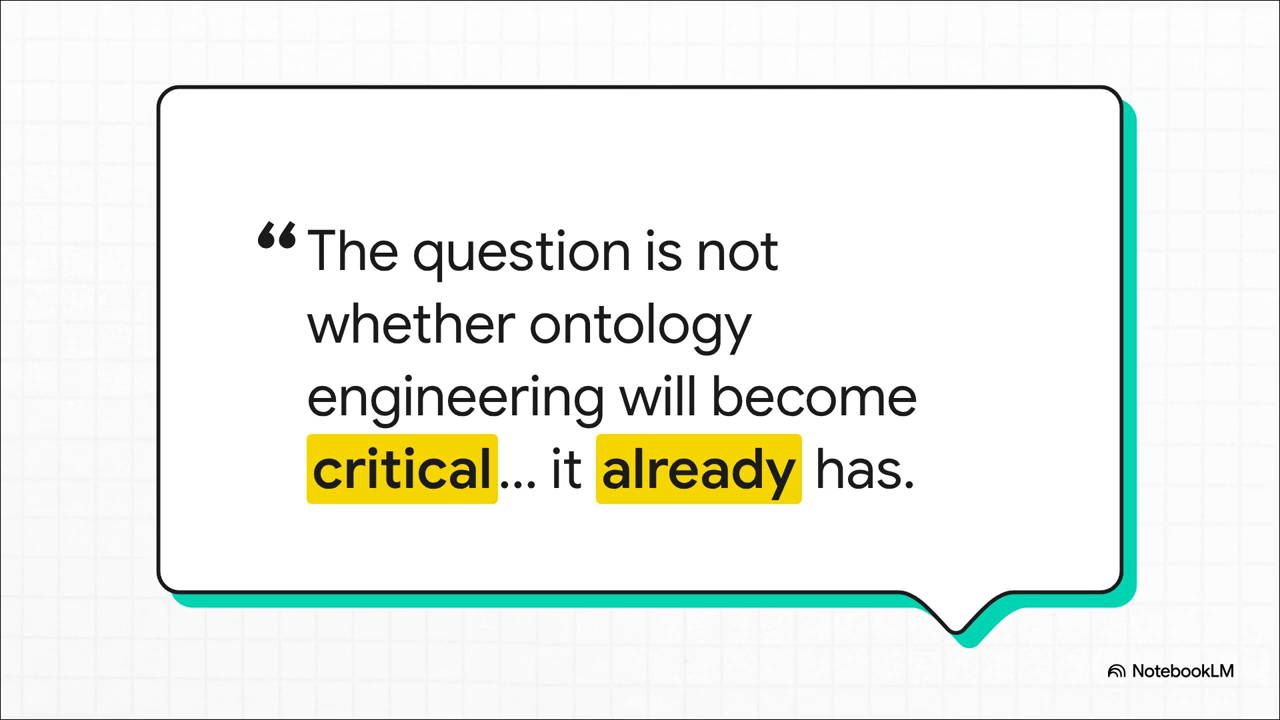 “ The question is not
whether ontology
engineering will become
critical... it already has.
NotebookLM